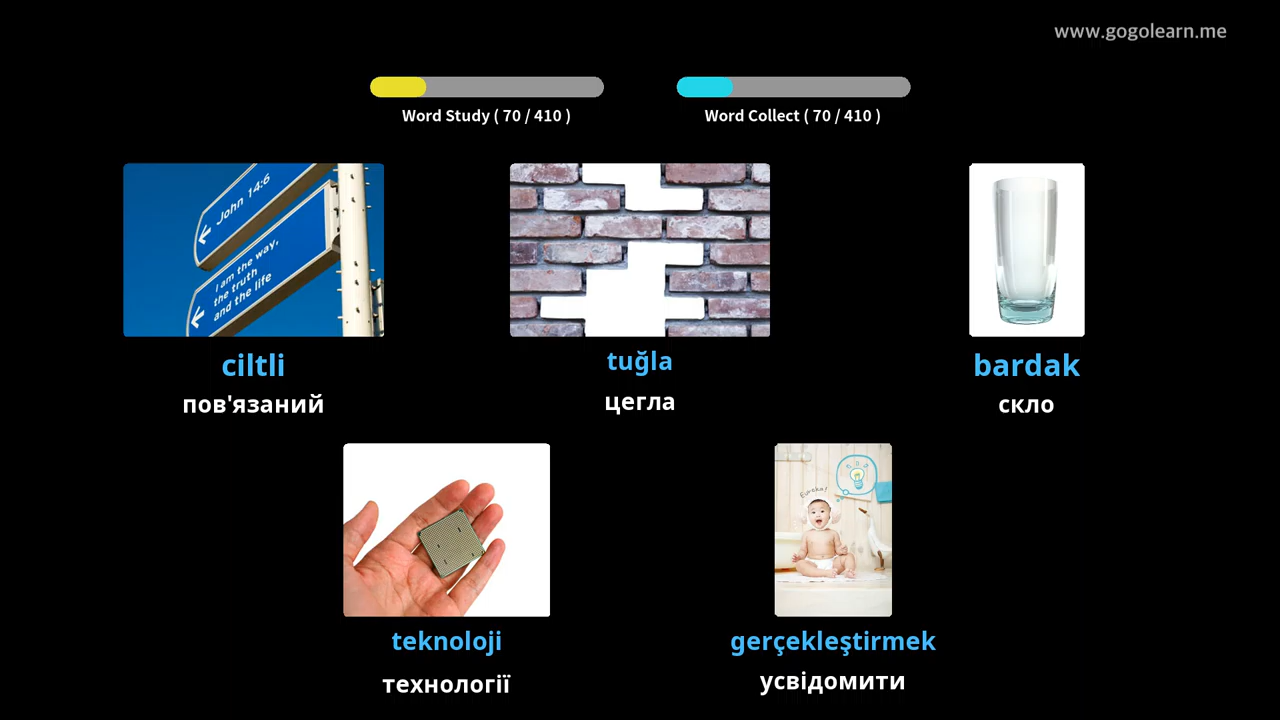 www.gogolearn.me
Word Study ( 70 / 410 )
Word Collect ( 70 / 410 )
John 14:6
I am the way,
the truth
and the life
ciltli
пов'язаний
tuğla
цегла
bardak
скло
Eureka!
teknoloji
технології
gerçekleştirmek
усвідомити